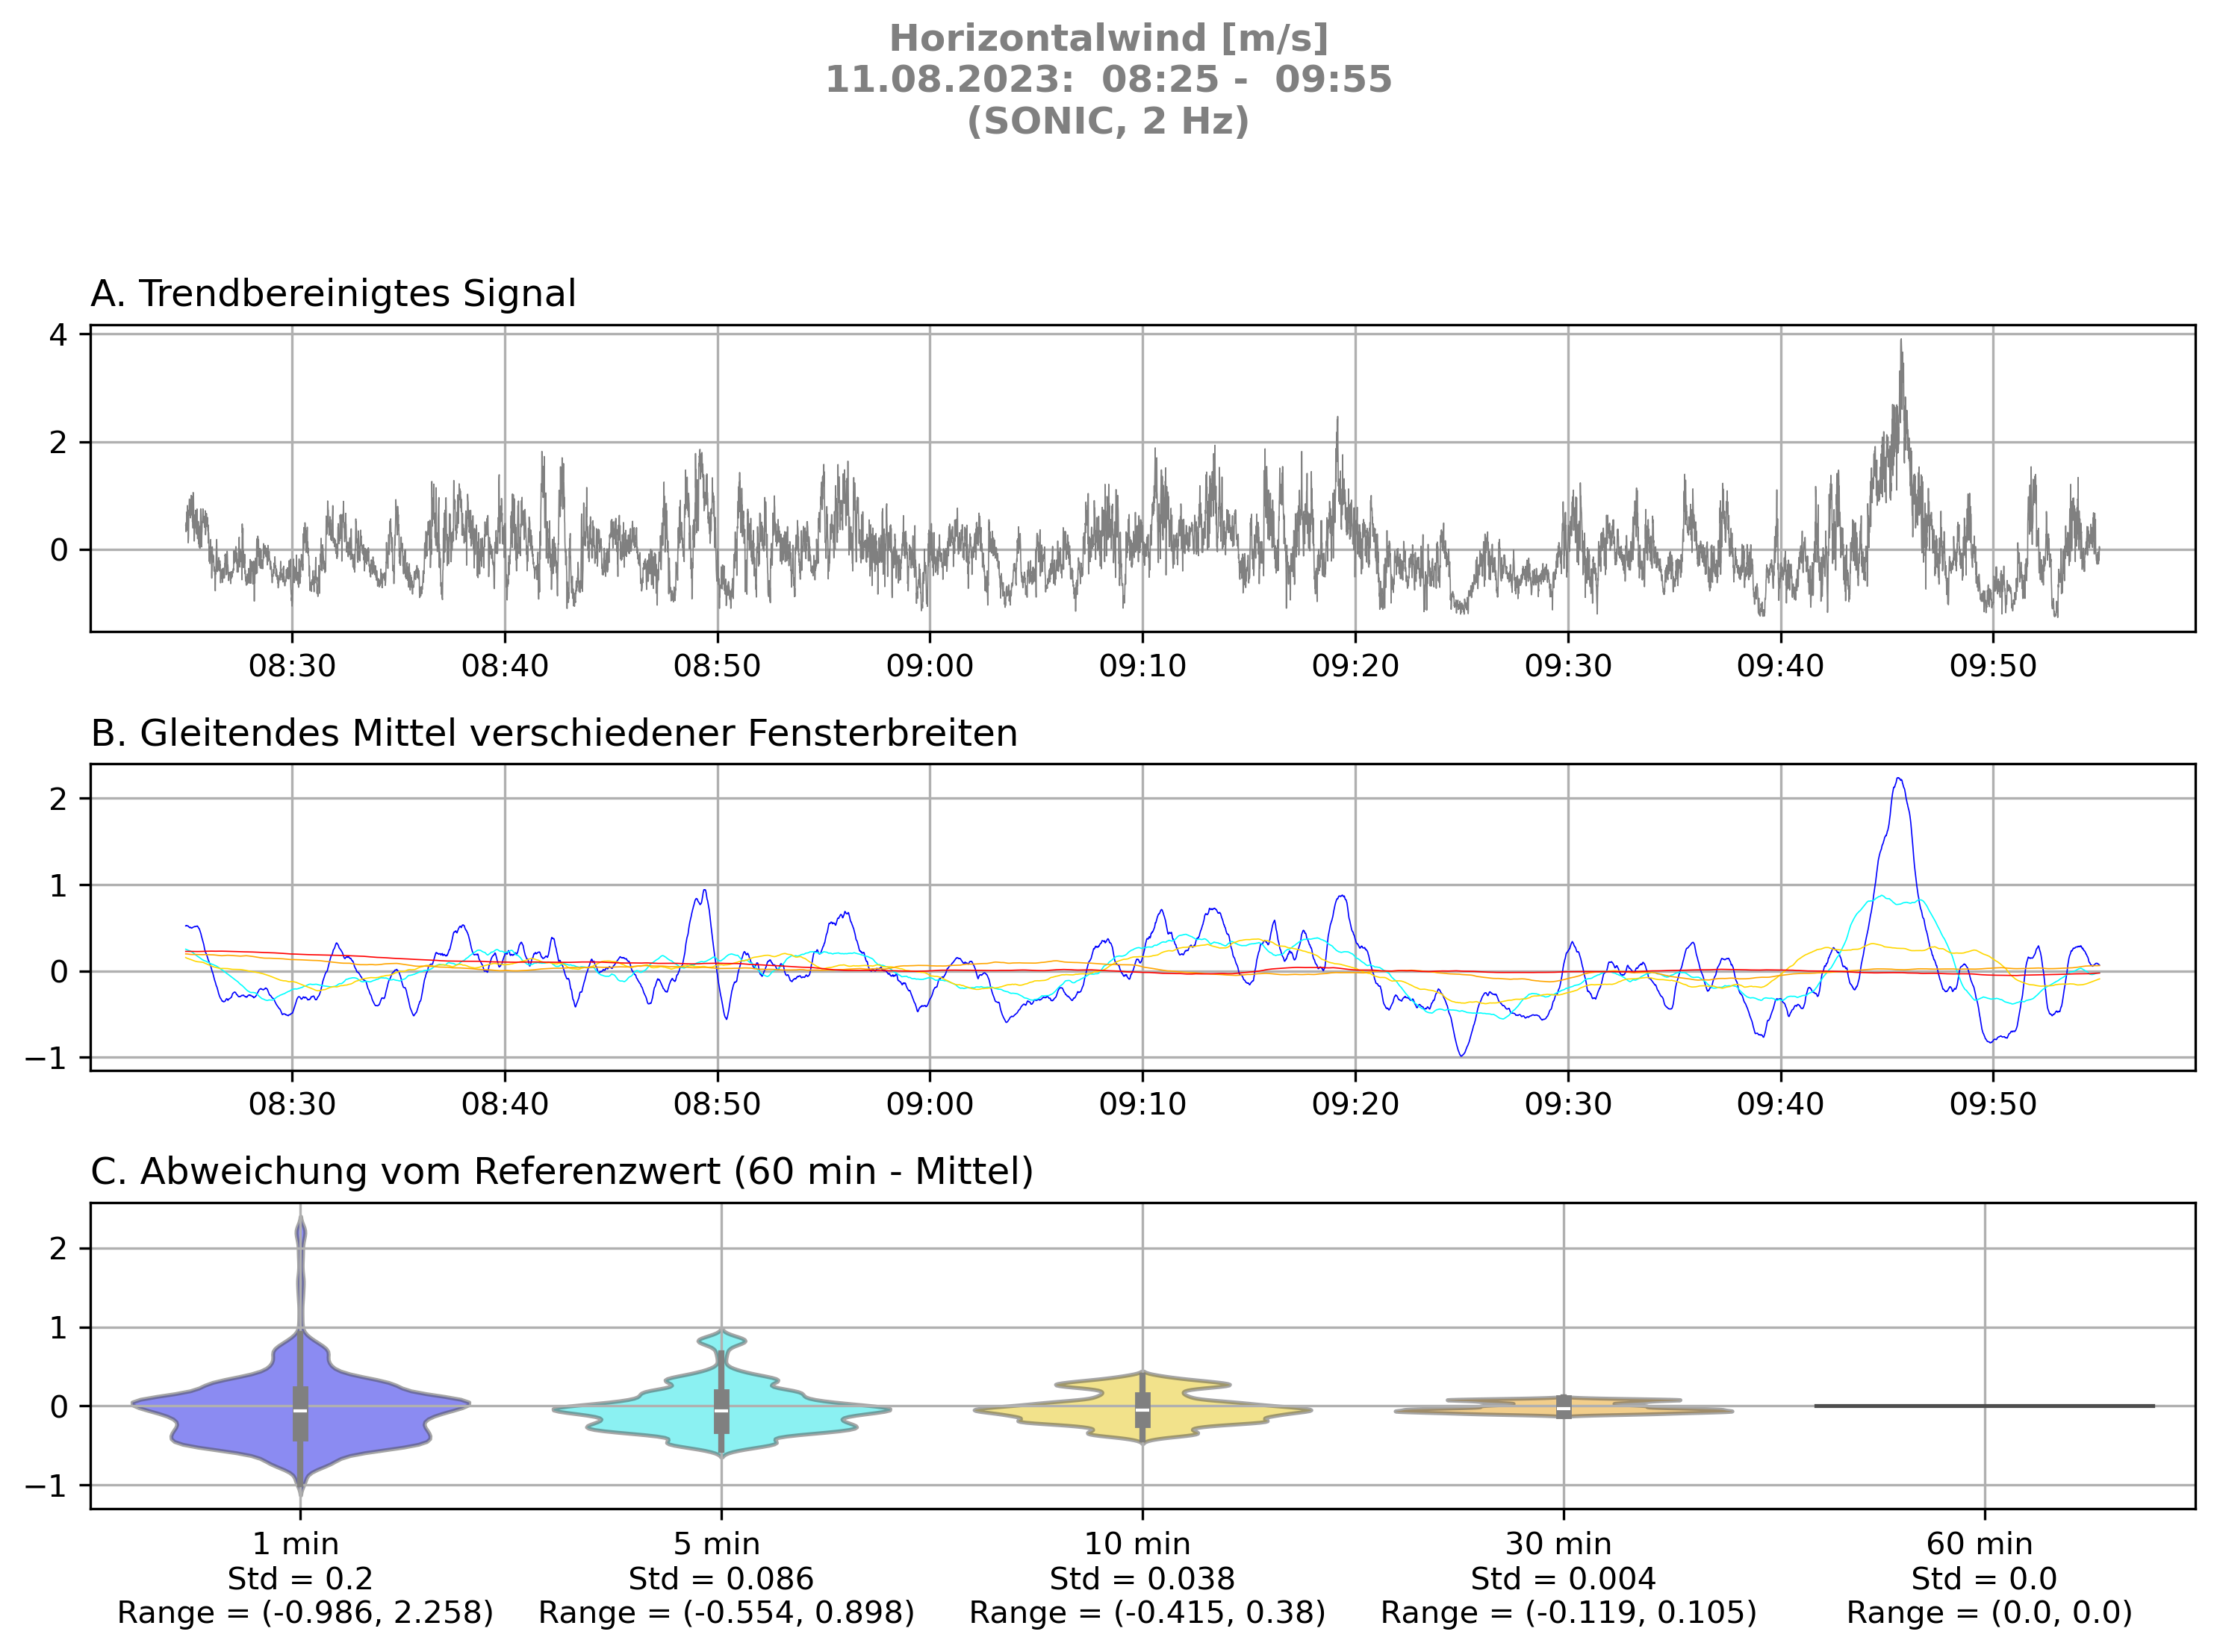 Horizontalwind [m/s]
11.08.2023:  08:25 -  09:55
(SONIC, 2 Hz)
A. Trendbereinigtes Signal
4
2
0
08:30 08:40 08:50 09:00 09:10 09:20 09:30 09:40 09:50
B. Gleitendes Mittel verschiedener Fensterbreiten
2
1
0
−1
08:30 08:40 08:50 09:00 09:10 09:20 09:30 09:40 09:50
C. Abweichung vom Referenzwert (60 min - Mittel)
2
1
0
−1
1 min 5 min 10 min 30 min 60 min
Std = 0.2 Std = 0.086 Std = 0.038 Std = 0.004 Std = 0.0
Range = (-0.986, 2.258) Range = (-0.554, 0.898) Range = (-0.415, 0.38) Range = (-0.119, 0.105) Range = (0.0, 0.0)